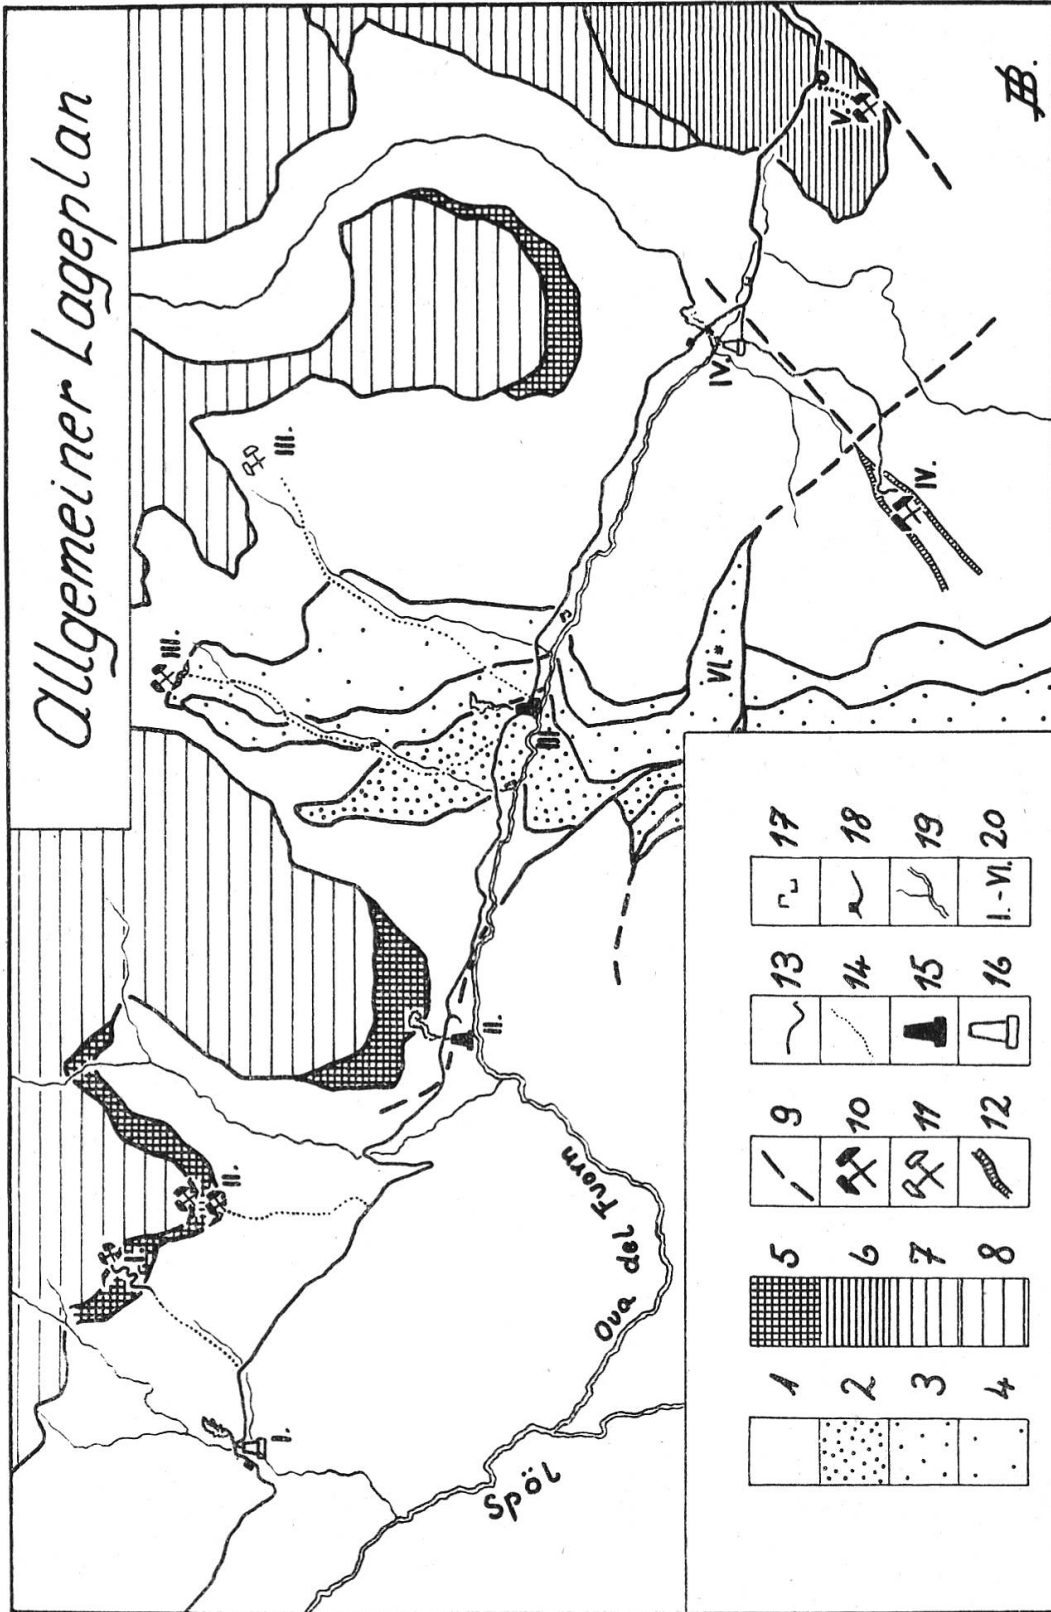 Allgemeiner Lageplan
I.
II.
III.
III.
I.
II.
III.
IV.
IV.
V.
VI.*
Spöl
Ova del Fuorn
1
2
3
4
5
6
7
8
9
10
11
12
13
14
15
16
17
18
19
I.-VI. 20